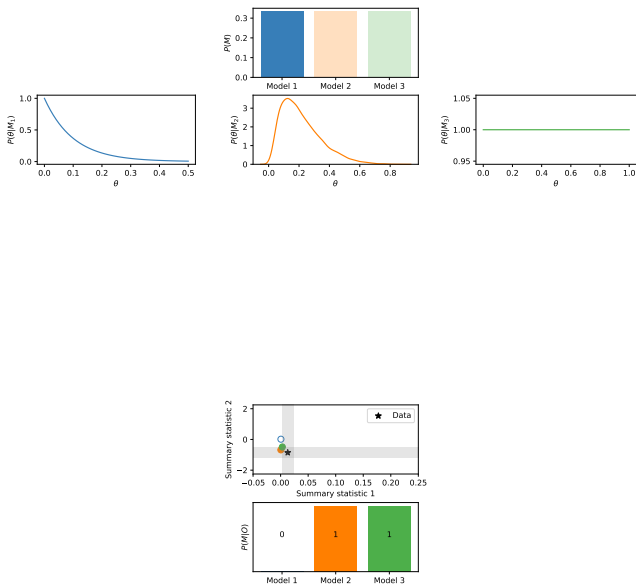 P(M)
0.3
0.2
0.1
0.0
Model 1 Model 2 Model 3
P(θ|M₁)
1.0
0.5
0.0
0.0 0.1 0.2 0.3 0.4 0.5
θ
P(θ|M₂)
3
2
1
0
0.0 0.2 0.4 0.6 0.8
θ
P(θ|M₃)
1.05
1.00
0.95
0.0 0.2 0.4 0.6 0.8 1.0
θ
Summary statistic 2
2
0
−2
Data
−0.05 0.00 0.05 0.10 0.15 0.20 0.25
Summary statistic 1
P(M|O)
0 1 1
Model 1 Model 2 Model 3